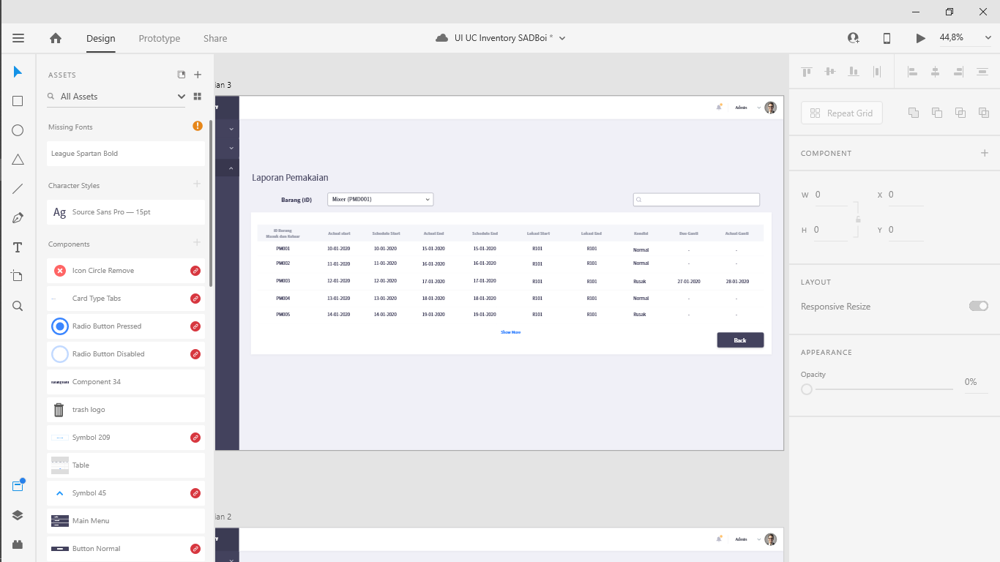 Design
Prototype
Share
UI UC Inventory SADBoi *
44,8%
ASSETS
All Assets
Missing Fonts
League Spartan Bold
Character Styles
Ag Source Sans Pro — 15pt
Components
Icon Circle Remove
Card Type Tabs
Radio Button Pressed
Radio Button Disabled
Component 34
trash logo
Symbol 209
Table
Symbol 45
Main Menu
Button Normal
ian 3
Admin
Laporan Pemakaian
Barang (ID)
Mixer (PMD001)
ID Barang
Masuk dan Keluar
Actual start Schedule Start Actual End Schedule End Lokasi Start Lokasi End Kondisi Due Ganti Actual Ganti
PM001 10-01-2020 10-01-2020 15-01-2020 15-01-2020 R101 R101 Normal - -
PM002 11-01-2020 11-01-2020 16-01-2020 16-01-2020 R101 R101 Normal - -
PM003 12-01-2020 12-01-2020 17-01-2020 17-01-2020 R101 R101 Rusak 27-01-2020 28-01-2020
PM004 13-01-2020 13-01-2020 18-01-2020 18-01-2020 R101 R101 Normal - -
PM005 14-01-2020 14-01-2020 19-01-2020 19-01-2020 R101 R101 Rusak - -
Show More
Back
ian 2
Admin
Repeat Grid
COMPONENT
W 0 X 0
H 0 Y 0
LAYOUT
Responsive Resize
APPEARANCE
Opacity
0%